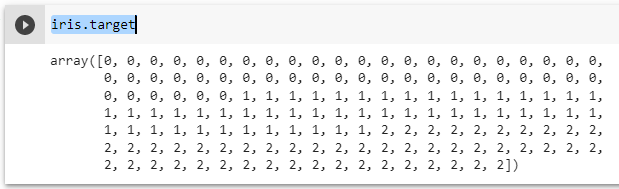 iris.target
array([0, 0, 0, 0, 0, 0, 0, 0, 0, 0, 0, 0, 0, 0, 0, 0, 0, 0, 0, 0, 0, 0,
0, 0, 0, 0, 0, 0, 0, 0, 0, 0, 0, 0, 0, 0, 0, 0, 0, 0, 0, 0, 0, 0,
0, 0, 0, 0, 0, 0, 1, 1, 1, 1, 1, 1, 1, 1, 1, 1, 1, 1, 1, 1, 1, 1,
1, 1, 1, 1, 1, 1, 1, 1, 1, 1, 1, 1, 1, 1, 1, 1, 1, 1, 1, 1, 1, 1,
1, 1, 1, 1, 1, 1, 1, 1, 1, 1, 1, 1, 2, 2, 2, 2, 2, 2, 2, 2, 2, 2,
2, 2, 2, 2, 2, 2, 2, 2, 2, 2, 2, 2, 2, 2, 2, 2, 2, 2, 2, 2, 2, 2,
2, 2, 2, 2, 2, 2, 2, 2, 2, 2, 2, 2, 2, 2, 2, 2, 2, 2])